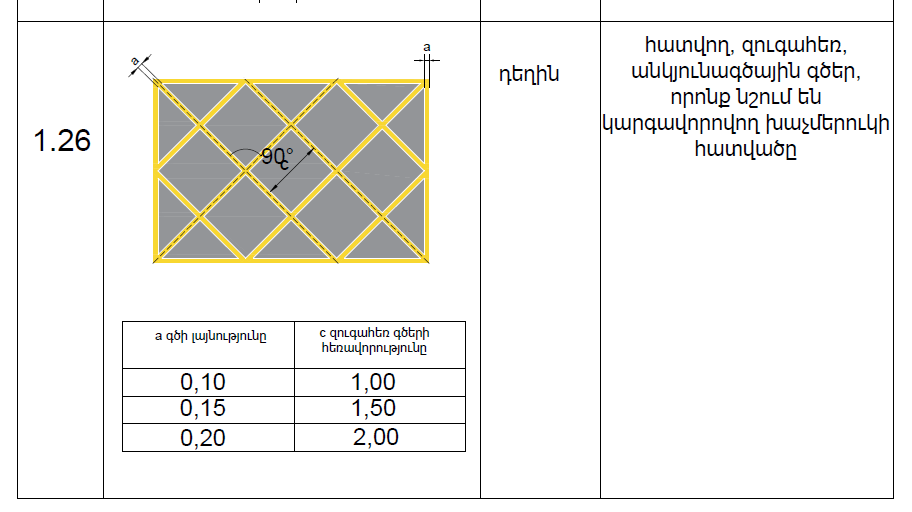 1.26
a
a
90°
c
a գծի լայնությունը
c զուգահեռ գծերի
հեռավորությունը
0,10
1,00
0,15
1,50
0,20
2,00
դեղին
հատվող, զուգահեռ,
անկյունագծային գծեր,
որոնք նշում են
կարգավորովող խաչմերուկի
հատվածը